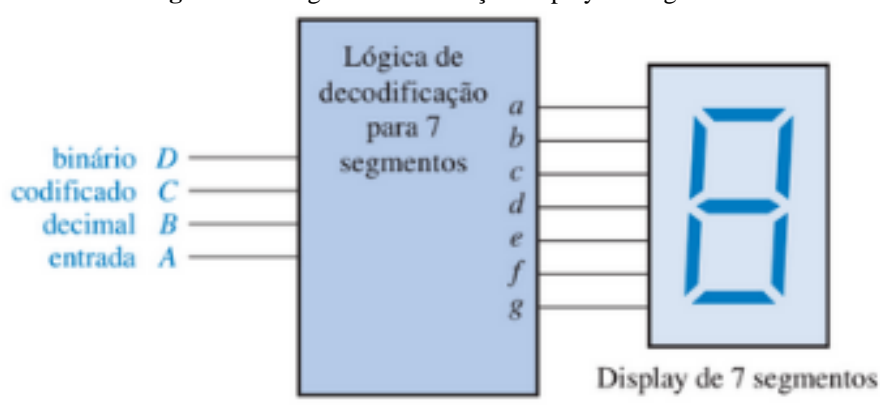 Lógica de
decodificação
para 7
segmentos
binário D
codificado C
decimal B
entrada A
a
b
c
d
e
f
g
Display de 7 segmentos